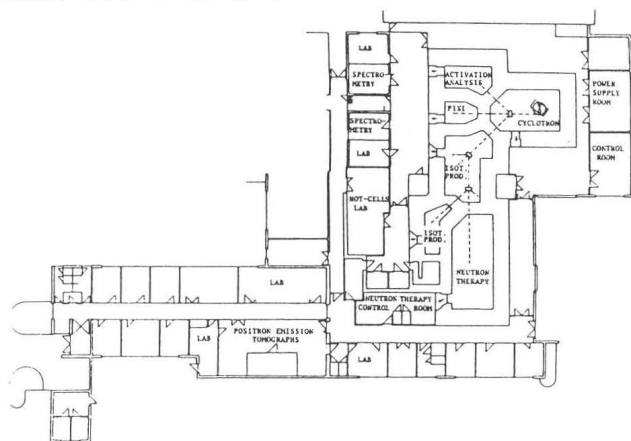 LAB
SPECTRO
METRY
SPECTRO-
METRY
LAB
HOT-CELLS
LAB
ACTIVATION
ANALYSIS
PIXI
CYCLOTRON
POWER
SUPPLY
ROOM
CONTROL
ROOM
ISOT.
PROD.
ISOT.
PROD.
NEUTRON
THERAPY
LAB
NEUTRON THERAPY
CONTROL ROOM
LAB
POSITRON EMISSION
TOMOGRAPHS
LAB